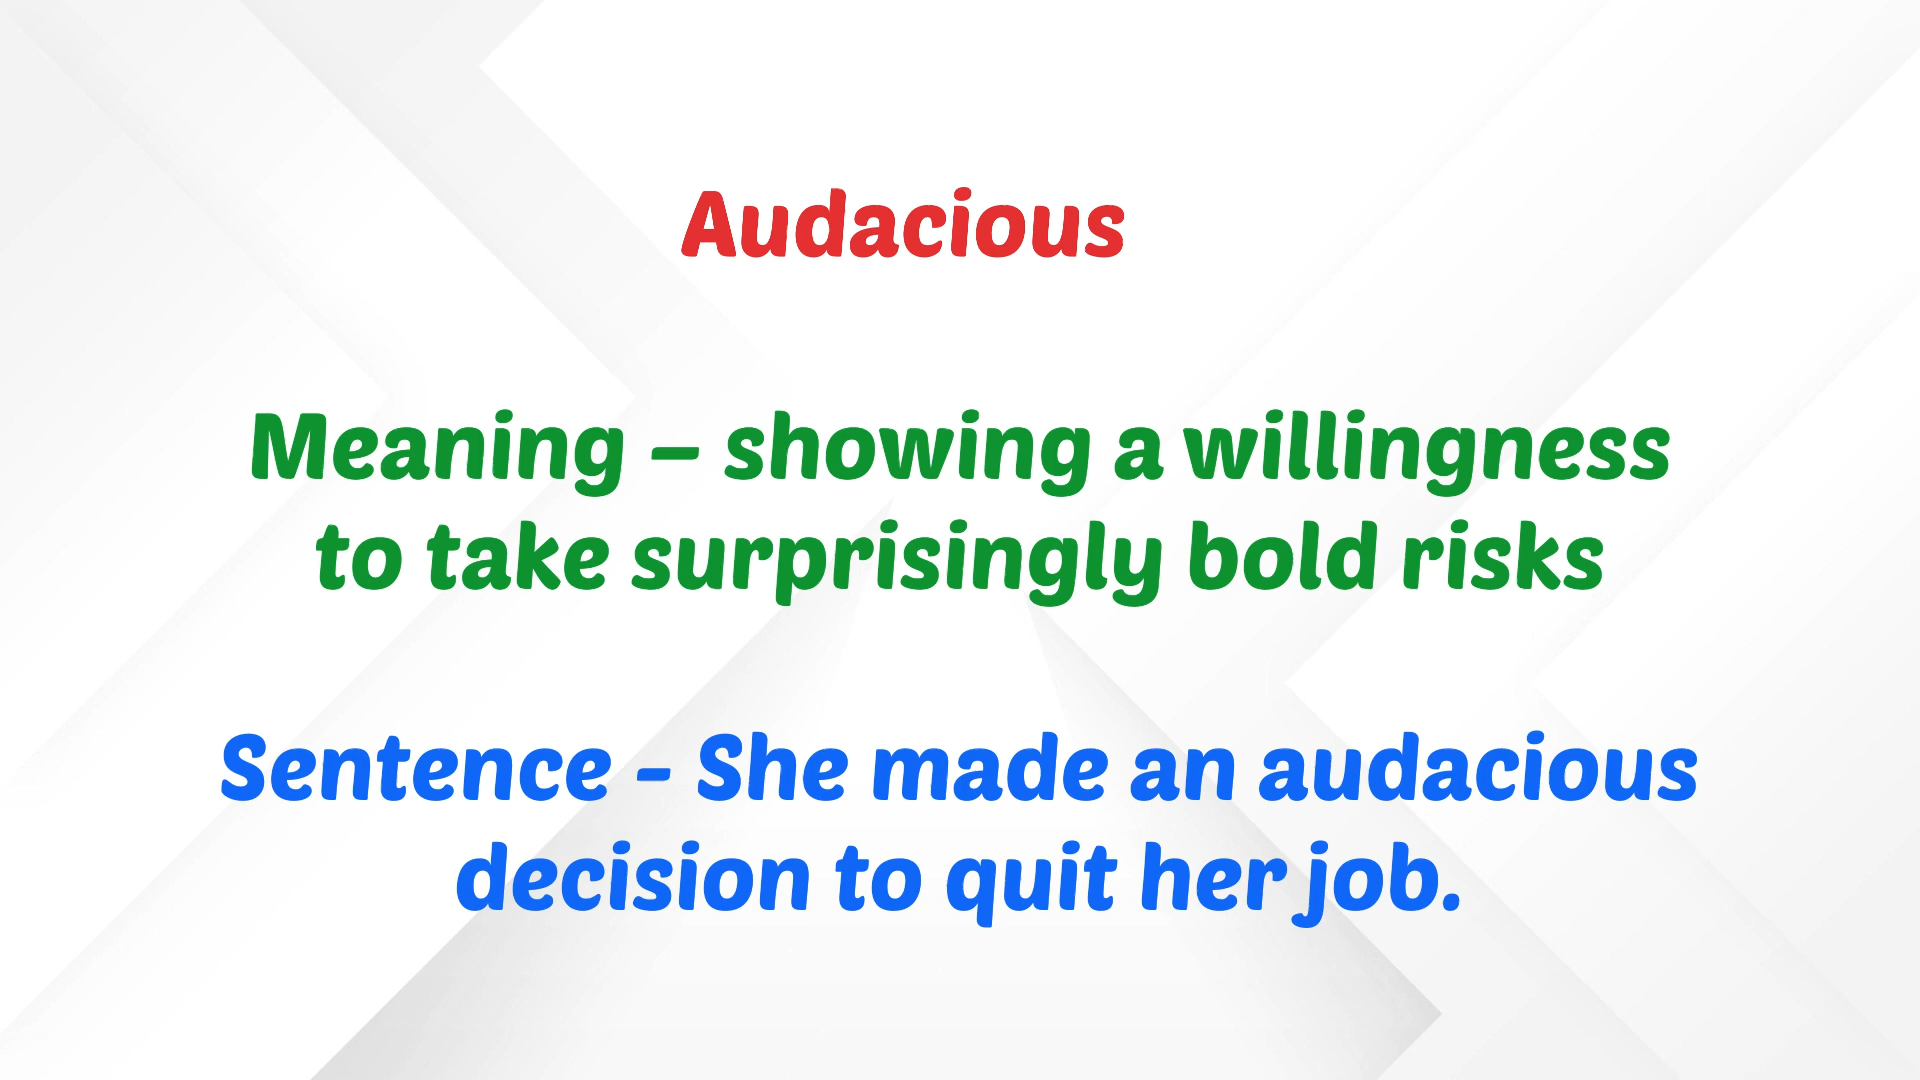 Audacious
Meaning – showing a willingness
to take surprisingly bold risks
Sentence - She made an audacious
decision to quit her job.